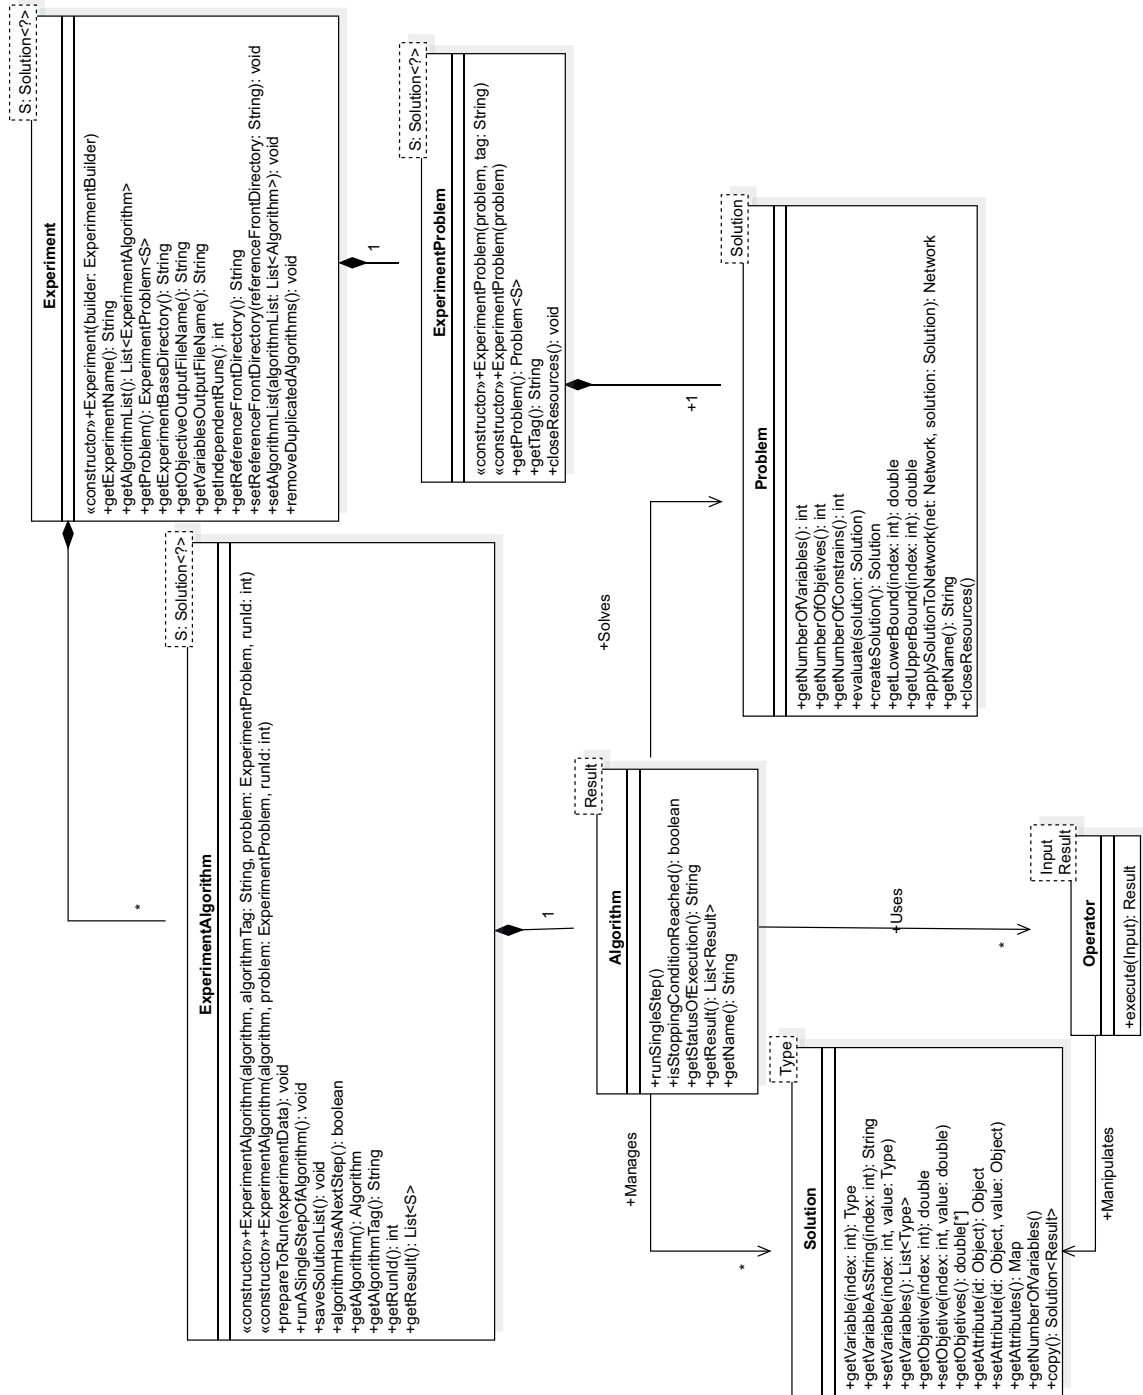 S: Solution<?>
Experiment
«constructor»+Experiment(builder: ExperimentBuilder)
+getExperimentName(): String
+getAlgorithmList(): List<ExperimentAlgorithm>
+getProblem(): ExperimentProblem<S>
+getExperimentBaseDirectory(): String
+getObjectiveOutputFileName(): String
+getVariablesOutputFileName(): String
+getIndependentRuns(): int
+getReferenceFrontDirectory(): String
+setReferenceFrontDirectory(referenceFrontDirectory: String): void
+setAlgorithmList(algorithmList: List<Algorithm>): void
+removeDuplicatedAlgorithms(): void
*
1
S: Solution<?>
ExperimentAlgorithm
«constructor»+ExperimentAlgorithm(algorithm, algorithmTag: String, problem: ExperimentProblem, runId: int)
«constructor»+ExperimentAlgorithm(algorithm, problem: ExperimentProblem, runId: int)
+prepareToRun(experimentData): void
+runASingleStepOfAlgorithm(): void
+saveSolutionList(): void
+algorithmHasANextStep(): boolean
+getAlgorithm(): Algorithm
+getAlgorithmTag(): String
+getRunId(): int
+getResult(): List<S>
S: Solution<?>
ExperimentProblem
«constructor»+ExperimentProblem(problem, tag: String)
«constructor»+ExperimentProblem(problem)
+getProblem(): Problem<S>
+getTag(): String
+closeResources(): void
1
+1
Result
Algorithm
+runSingleStep()
+isStoppingConditionReached(): boolean
+getStatusOfExecution(): String
+getResult(): List<Result>
+getName(): String
+Manages
*
+Solves
+Uses
*
Solution
Problem
+getNumberOfVariables(): int
+getNumberOfObjetives(): int
+getNumberOfConstrains(): int
+evaluate(solution: Solution)
+createSolution(): Solution
+getLowerBound(index: int): double
+getUpperBound(index: int): double
+applySolutionToNetwork(net: Network, solution: Solution): Network
+getName(): String
+closeResources()
Type
Solution
+getVariable(index: int): Type
+getVariableAsString(index: int): String
+setVariable(index: int, value: Type)
+getVariables(): List<Type>
+getObjetive(index: int): double
+setObjetive(index: int, value: double)
+getObjetives(): double[*]
+getAttribute(id: Object): Object
+setAttribute(id: Object, value: Object)
+getAttributes(): Map
+getNumberOfVariables()
+copy(): Solution<Result>
+Manipulates
Input
Result
Operator
+execute(Input): Result